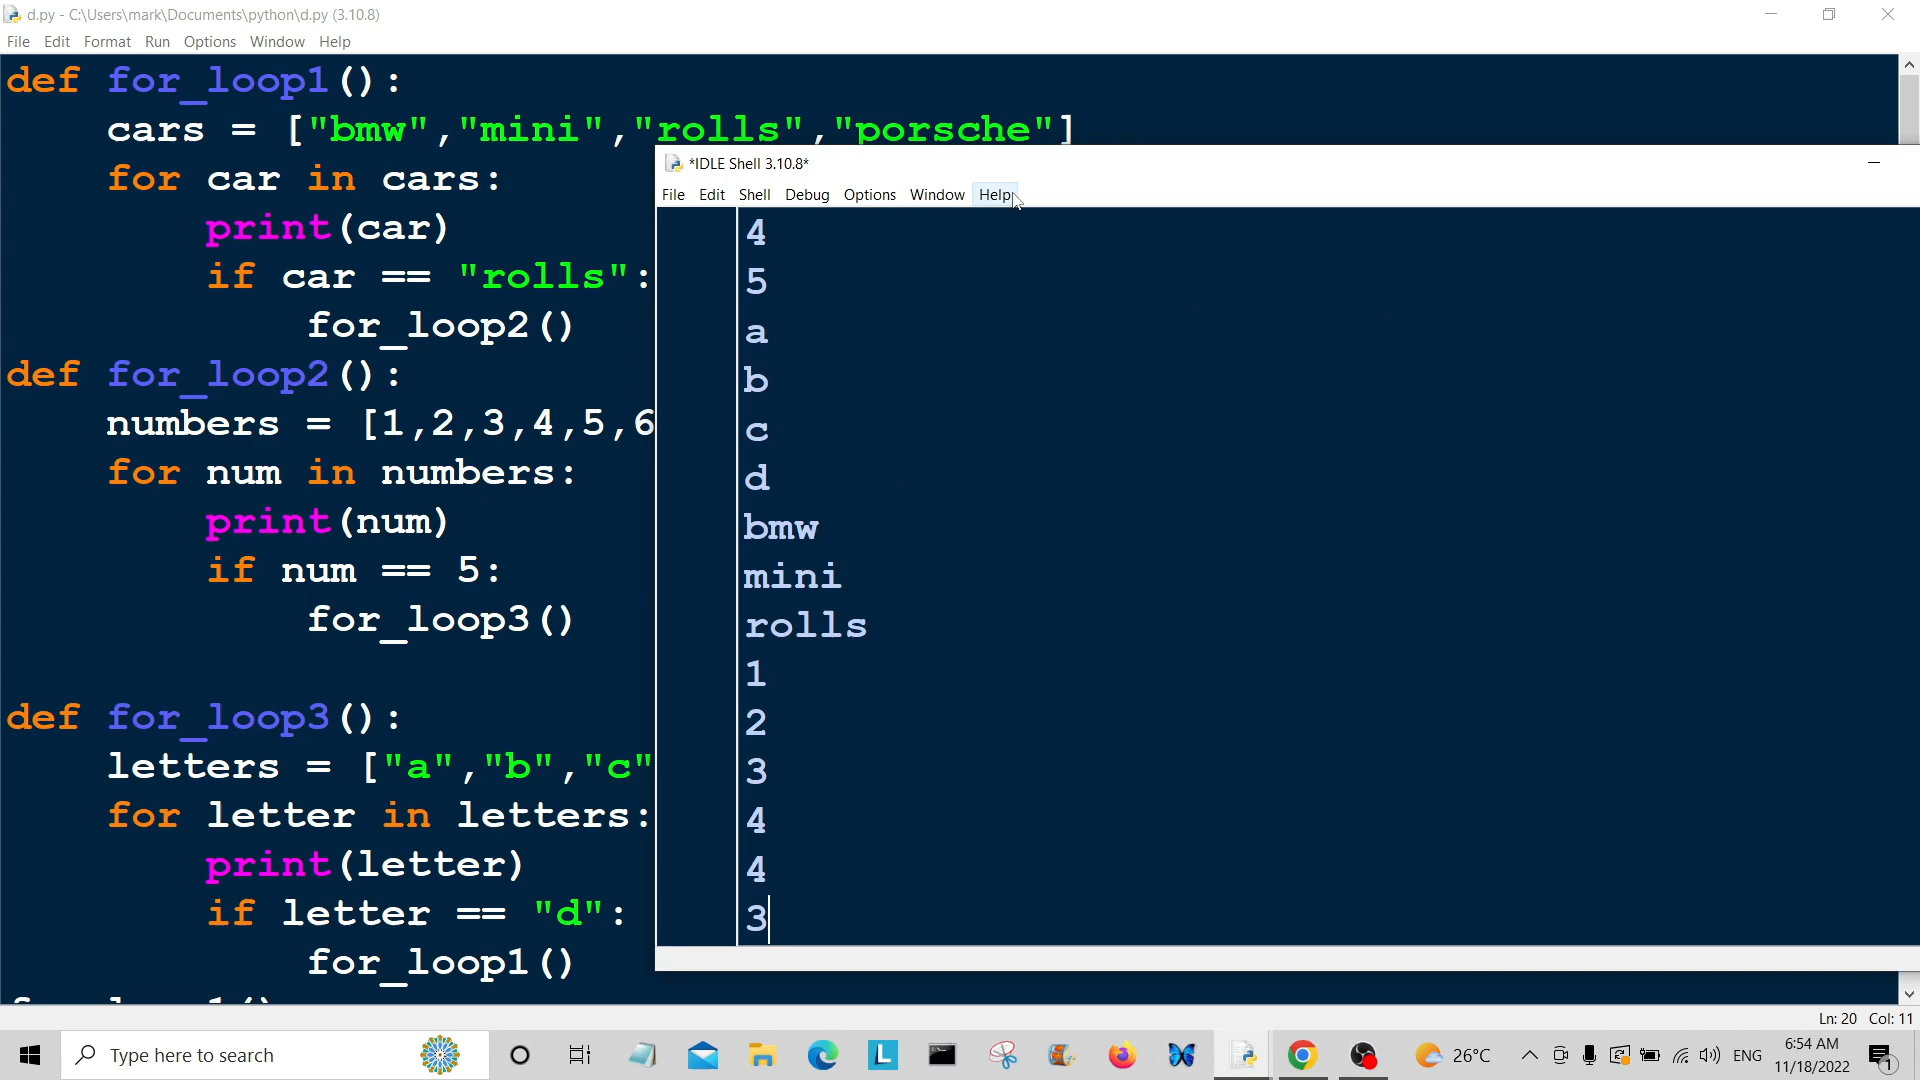 d.py - C:\Users\mark\Documents\python\d.py (3.10.8)
File Edit Format Run Options Window Help
def for_loop1():
cars = ["bmw","mini","rolls","porsche"]
for car in cars:
print(car)
if car == "rolls":
for_loop2()
def for_loop2():
numbers = [1,2,3,4,5,6
for num in numbers:
print(num)
if num == 5:
for_loop3()
def for_loop3():
letters = ["a","b","c"
for letter in letters:
print(letter)
if letter == "d":
for_loop1()
*IDLE Shell 3.10.8*
File Edit Shell Debug Options Window Help
4
5
a
b
c
d
bmw
mini
rolls
1
2
3
4
4
3
Ln: 20 Col: 11
Type here to search
L
26°C
ENG
6:54 AM
11/18/2022
1